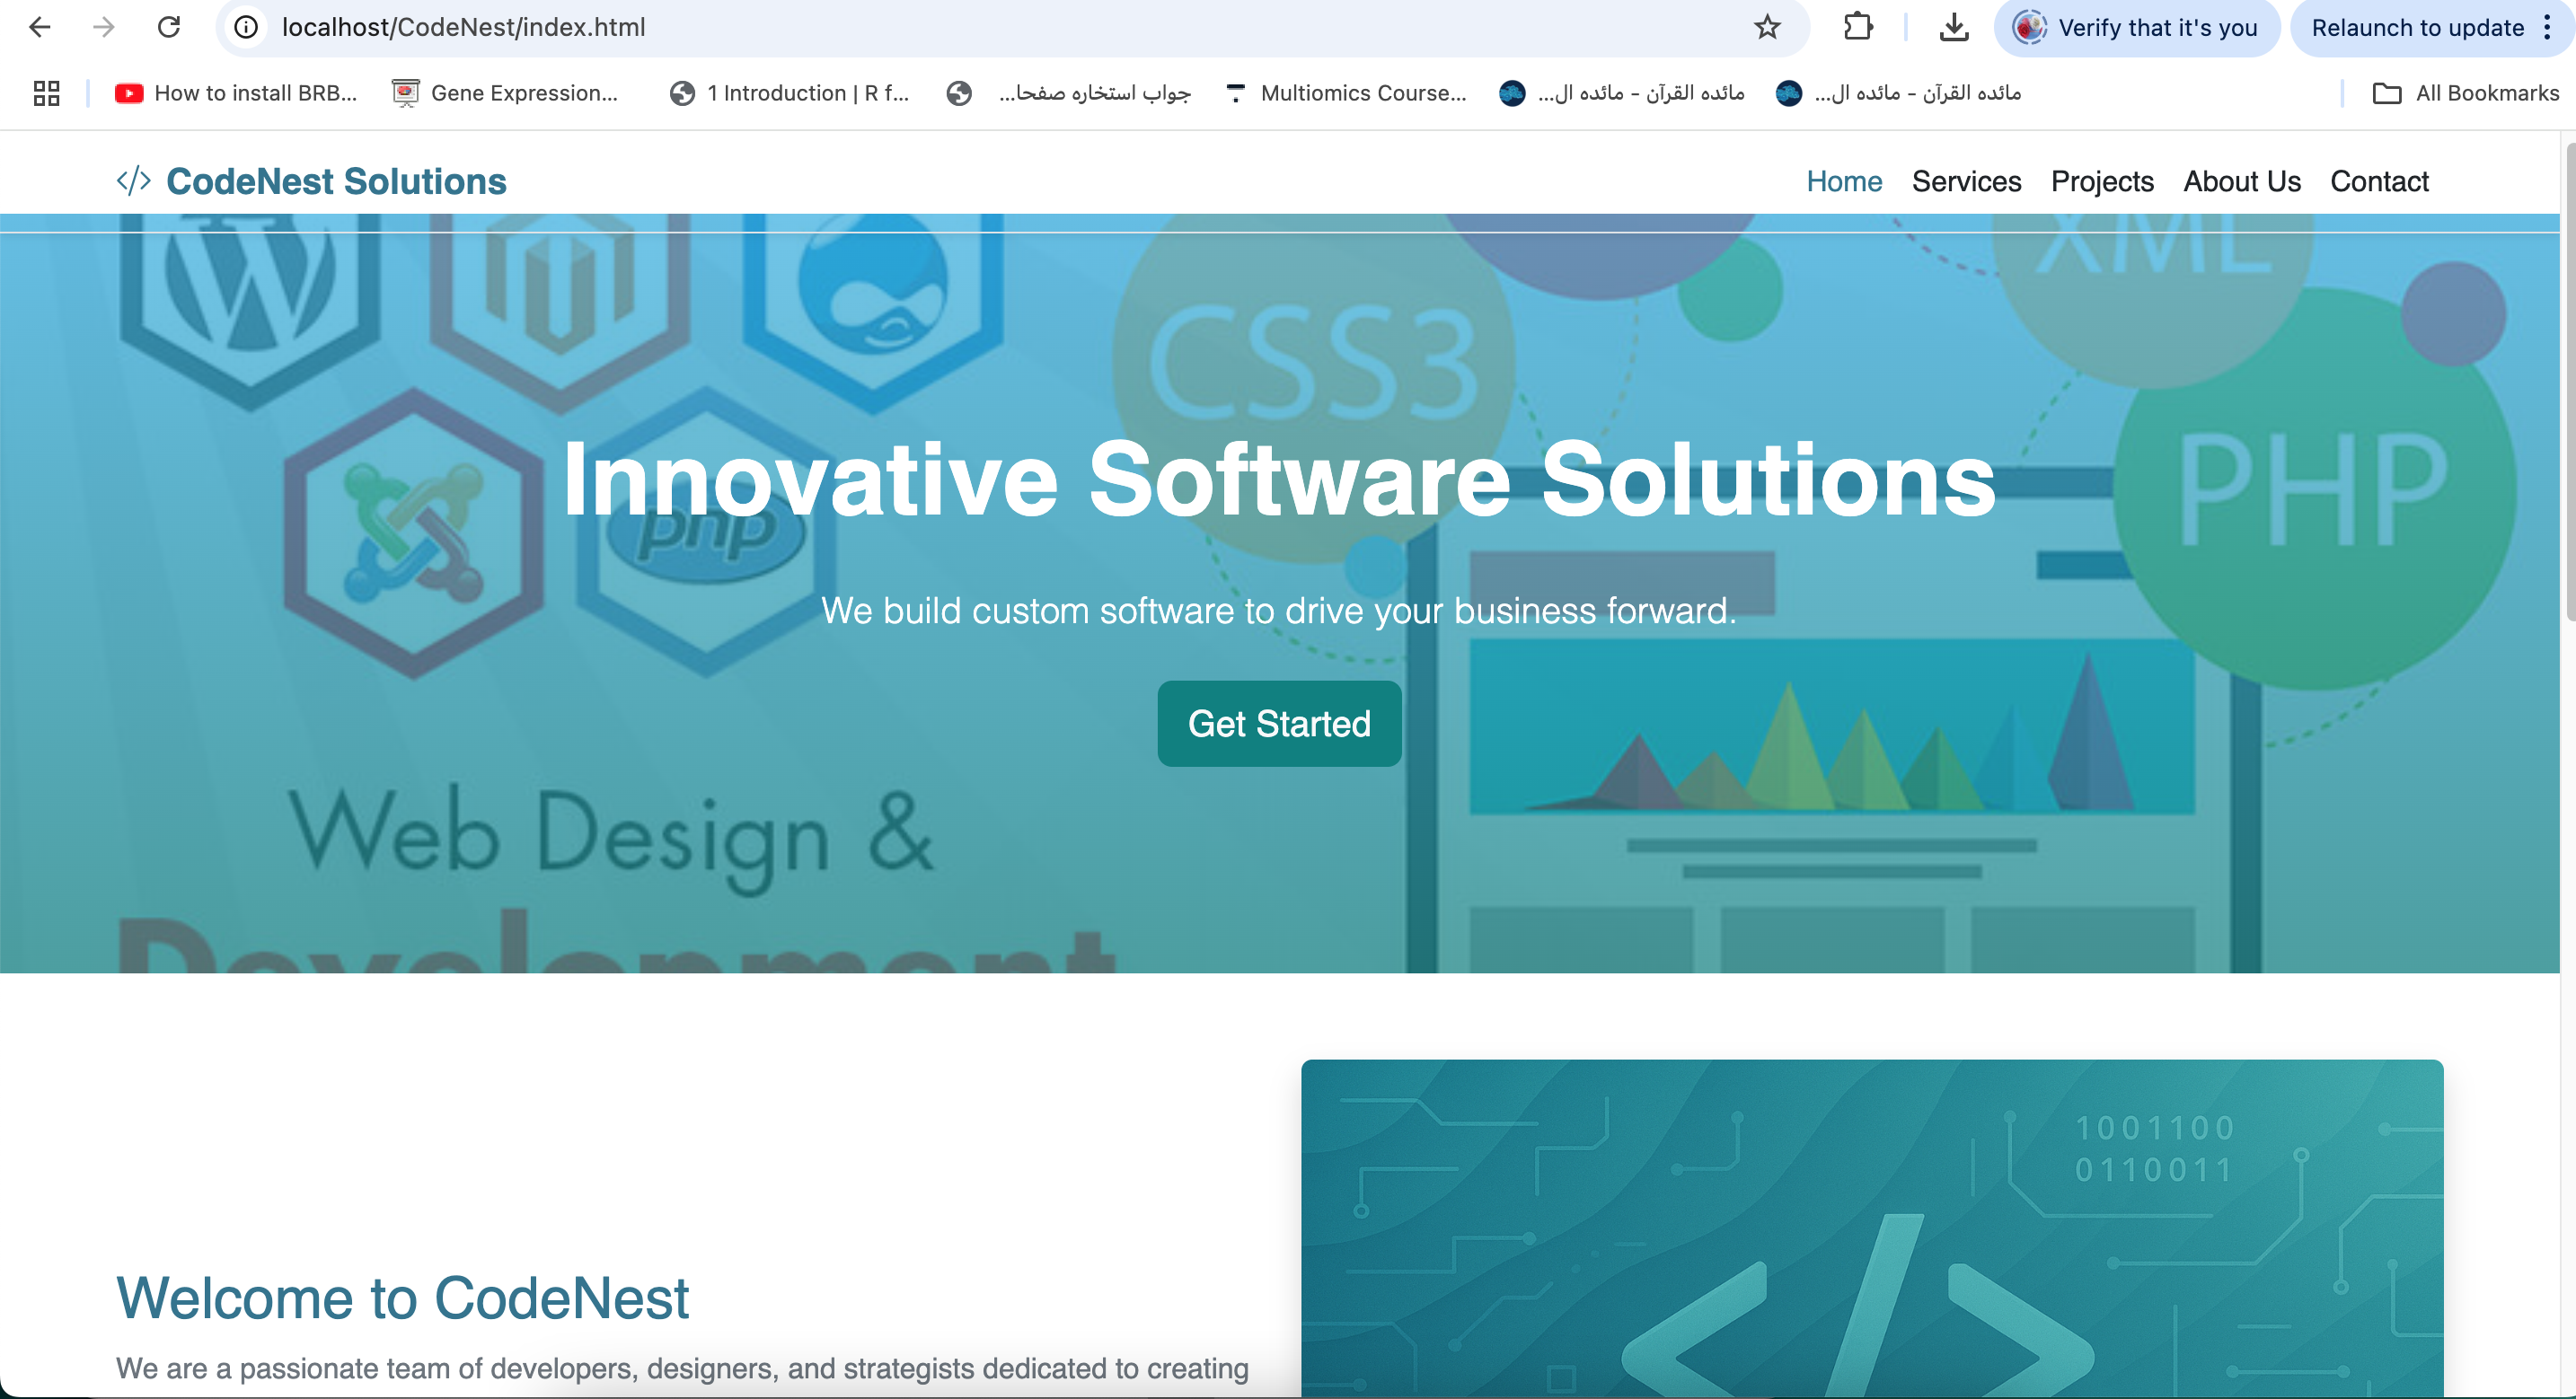 localhost/CodeNest/index.html
Verify that it's you
Relaunch to update
How to install BRB...
Gene Expression...
1 Introduction | R f...
جواب استخاره صفحا...
Multiomics Course...
مائده القرآن - مائده ال...
مائده القرآن - مائده ال...
All Bookmarks
</> CodeNest Solutions
Home Services Projects About Us Contact
XML
CSS3
PHP
Innovative Software Solutions
php
We build custom software to drive your business forward.
Get Started
Web Design &
Development
1001100
0110011
</>
Welcome to CodeNest
We are a passionate team of developers, designers, and strategists dedicated to creating